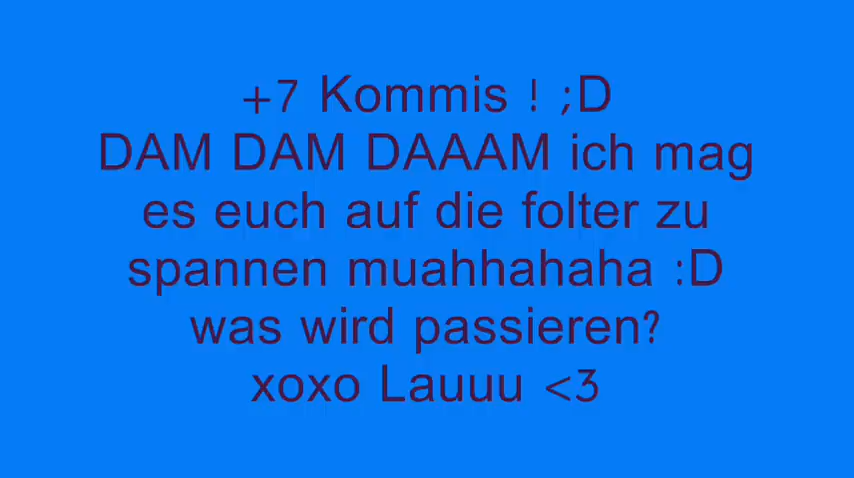 +7 Kommis ! ;D
DAM DAM DAAAM ich mag
es euch auf die folter zu
spannen muahhahaha :D
was wird passieren?
xoxo Lauuu <3